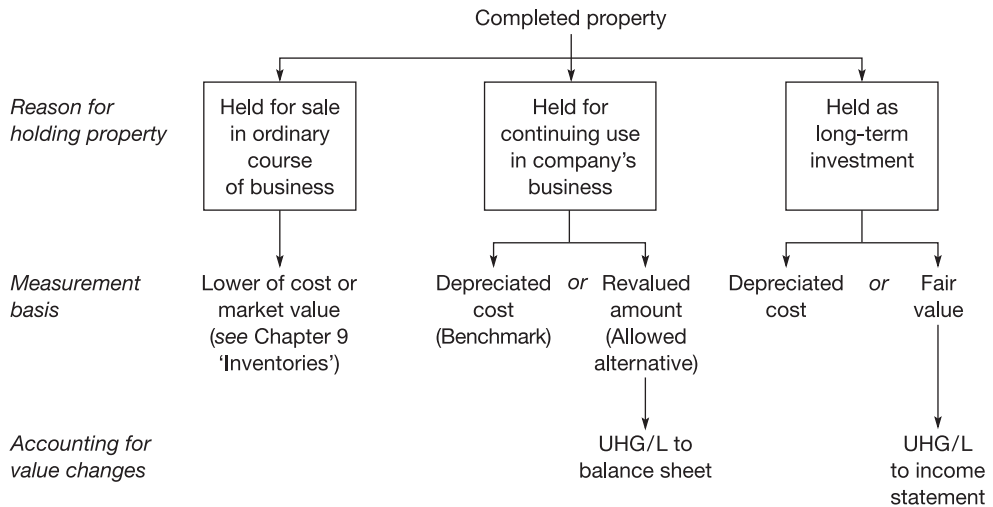 Completed property
Reason for
holding property
Held for sale
in ordinary
course
of business
Held for
continuing use
in company’s
business
Held as
long-term
investment
Measurement
basis
Lower of cost or
market value
(see Chapter 9
‘Inventories’)
Depreciated
cost
(Benchmark)
or
Revalued
amount
(Allowed
alternative)
Depreciated
cost
or
Fair
value
Accounting for
value changes
UHG/L to
balance sheet
UHG/L
to income
statement